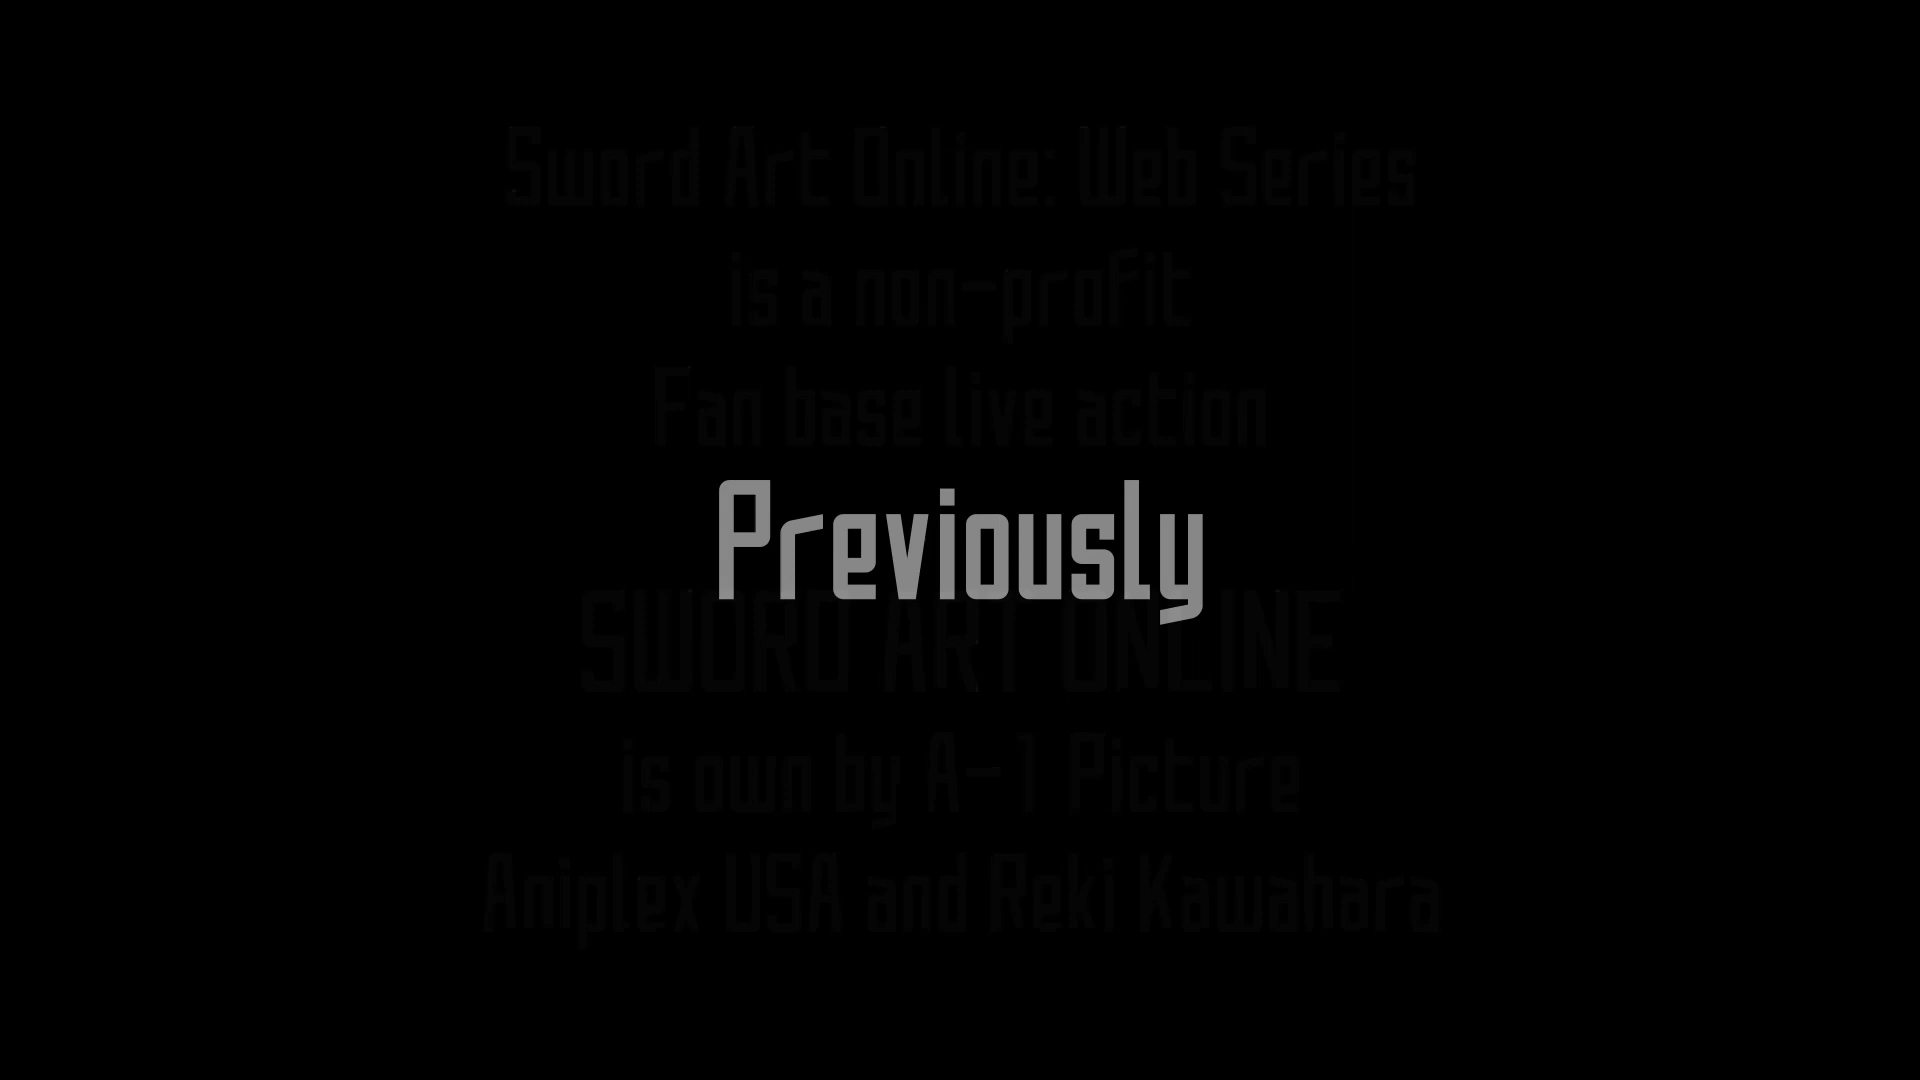 Sword Art Online: Web Series
is a non-profit
Fan base live action
Previously
SWORD ART ONLINE
is own by A-1 Picture
Aniplex USA and Reki Kawahara